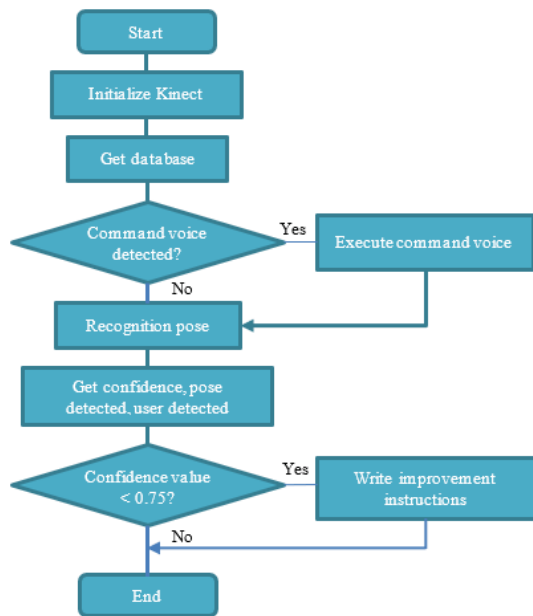 Start
Initialize Kinect
Get database
Command voice
detected?
Yes
Execute command voice
No
Recognition pose
Get confidence, pose
detected, user detected
Confidence value
< 0.75?
Yes
Write improvement
instructions
No
End